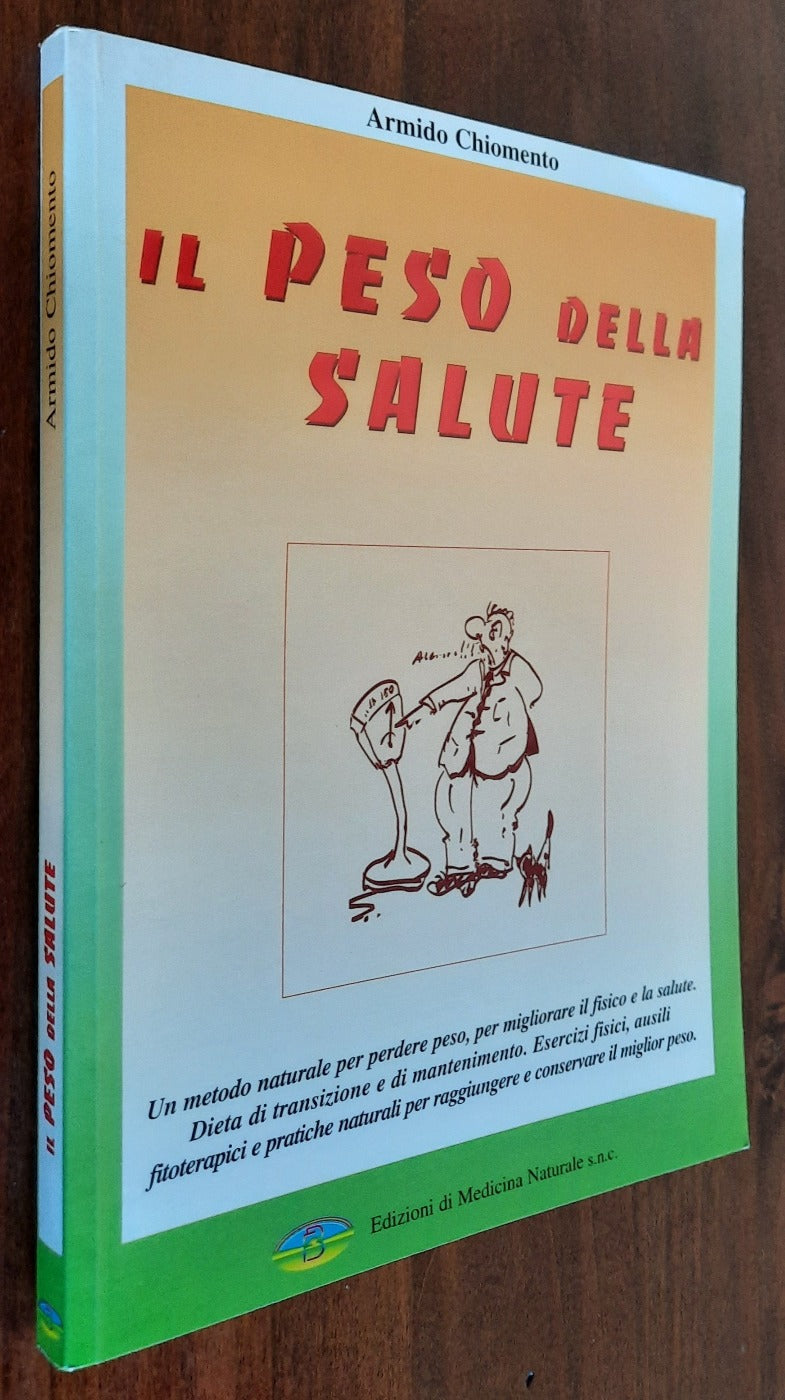 Armido Chiomento
IL PESO DELLA
SALUTE
Un metodo naturale per perdere peso, per migliorare il fisico e la salute.
Dieta di transizione e di mantenimento. Esercizi fisici, ausili
fitoterapici e pratiche naturali per raggiungere e conservare il miglior peso.
Edizioni di Medicina Naturale s.n.c.
Armido Chiomento
IL PESO DELLA SALUTE